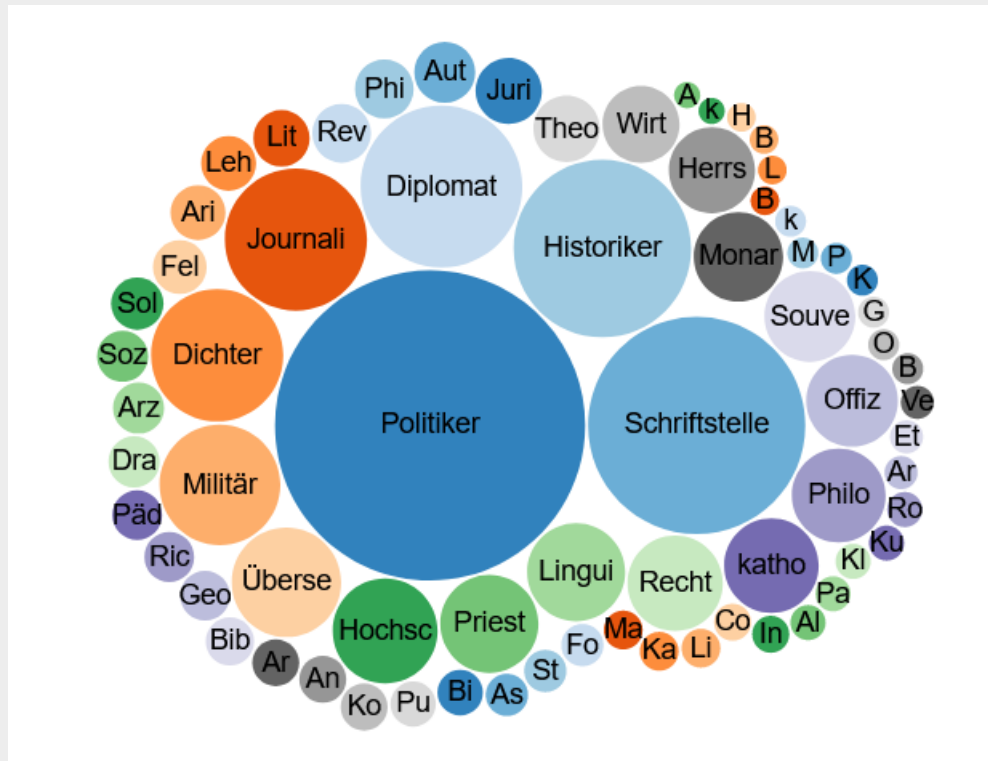 Aut
Phi
Juri
Rev
Lit
Theo
Wirt
A
k
H
B
L
B
k
Leh
Herrs
Diplomat
Ari
Journali
Historiker
Monar
M
P
K
Fel
Sol
Souve
G
O
B
Ve
Soz
Dichter
Arz
Offiz
Et
Politiker
Schriftstelle
Dra
Militär
Philo
Ar
Ro
Päd
Ku
Ric
Überse
Lingui
Recht
katho
Kl
Pa
Geo
Bib
Hochsc
Priest
Fo
Ma
Ka
Li
Co
In
Al
Ar
An
Ko
Pu
Bi
As
St